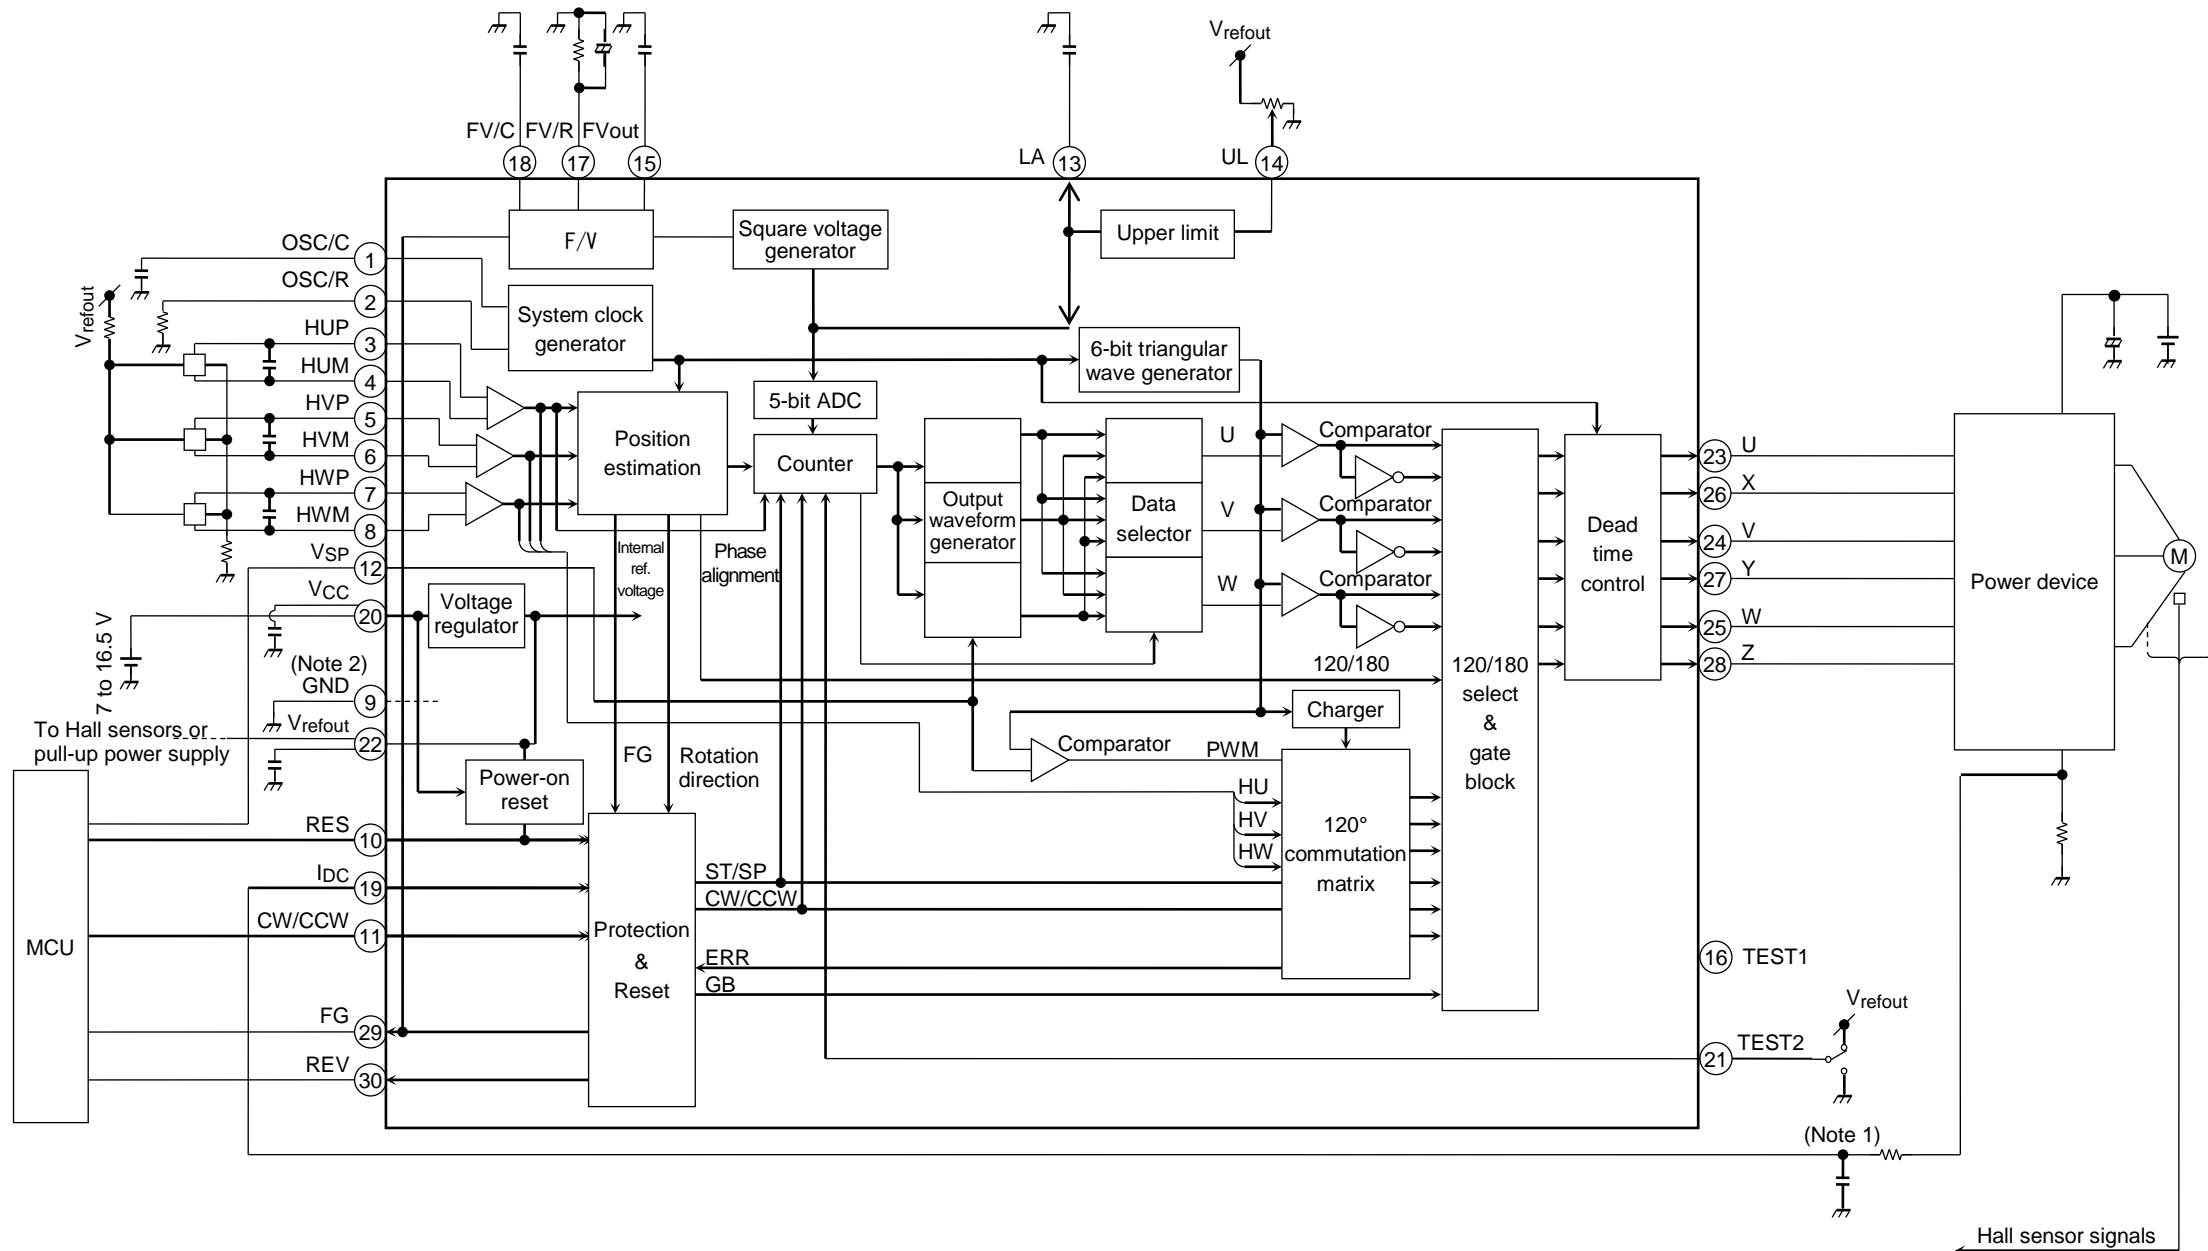 Vrefout
FV/C FV/R FVout
LA UL
18 17 15 13 14
F/V
Square voltage
generator
Upper limit
OSC/C
1
OSC/R
2
Vrefout
System clock
generator
HUP
3
HUM
4
HVP
5
HVM
6
HWP
7
HWM
8
VSP
12
VCC
20
7 to 16.5 V
(Note 2)
GND
9
To Hall sensors or
pull-up power supply
Vrefout
22
Voltage
regulator
Power-on
reset
6-bit triangular
wave generator
5-bit ADC
Position
estimation
Counter
Output
waveform
generator
Data
selector
U
V
W
Comparator
Comparator
Comparator
Internal
ref.
voltage
Phase
alignment
120/180
120/180
select
&
gate
block
Dead
time
control
23 U
26 X
24 V
27 Y
25 W
28 Z
Power device
M
FG
Rotation
direction
Comparator
PWM
Charger
HU
HV
HW
120°
commutation
matrix
MCU
RES
10
IDC
19
CW/CCW
11
FG
29
REV
30
Protection
&
Reset
ST/SP
CW/CCW
ERR
GB
16 TEST1
21 TEST2
Vrefout
(Note 1)
Hall sensor signals